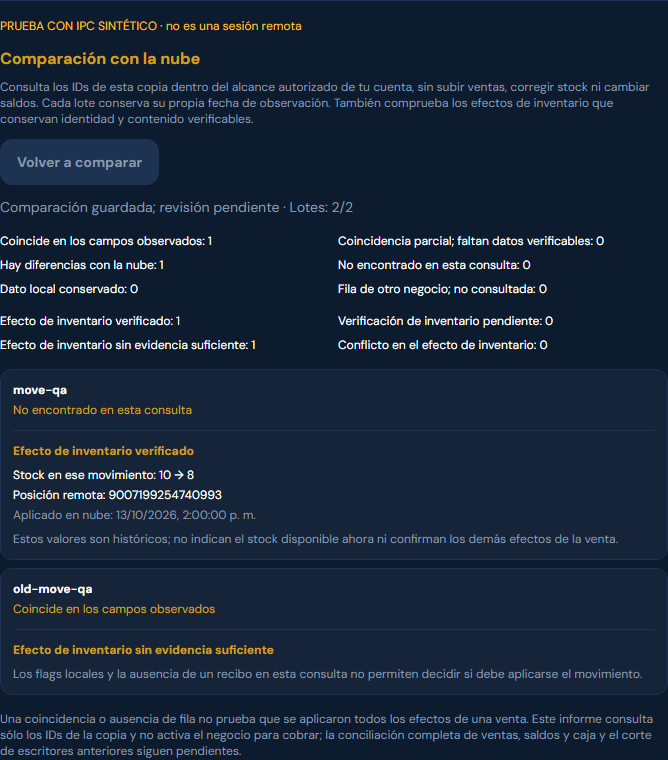 PRUEBA CON IPC SINTÉTICO · no es una sesión remota
Comparación con la nube
Consulta los IDs de esta copia dentro del alcance autorizado de tu cuenta, sin subir ventas, corregir stock ni cambiar
saldos. Cada lote conserva su propia fecha de observación. También comprueba los efectos de inventario que
conservan identidad y contenido verificables.
Volver a comparar
Comparación guardada; revisión pendiente · Lotes: 2/2
Coincide en los campos observados: 1
Coincidencia parcial; faltan datos verificables: 0
Hay diferencias con la nube: 1
No encontrado en esta consulta: 0
Dato local conservado: 0
Fila de otro negocio; no consultada: 0
Efecto de inventario verificado: 1
Verificación de inventario pendiente: 0
Efecto de inventario sin evidencia suficiente: 1
Conflicto en el efecto de inventario: 0
move-qa
No encontrado en esta consulta
Efecto de inventario verificado
Stock en ese movimiento: 10 → 8
Posición remota: 9007199254740993
Aplicado en nube: 13/10/2026, 2:00:00 p. m.
Estos valores son históricos; no indican el stock disponible ahora ni confirman los demás efectos de la venta.
old-move-qa
Coincide en los campos observados
Efecto de inventario sin evidencia suficiente
Los flags locales y la ausencia de un recibo en esta consulta no permiten decidir si debe aplicarse el movimiento.
Una coincidencia o ausencia de fila no prueba que se aplicaron todos los efectos de una venta. Este informe consulta
sólo los IDs de la copia y no activa el negocio para cobrar; la conciliación completa de ventas, saldos y caja y el corte
de escritores anteriores siguen pendientes.